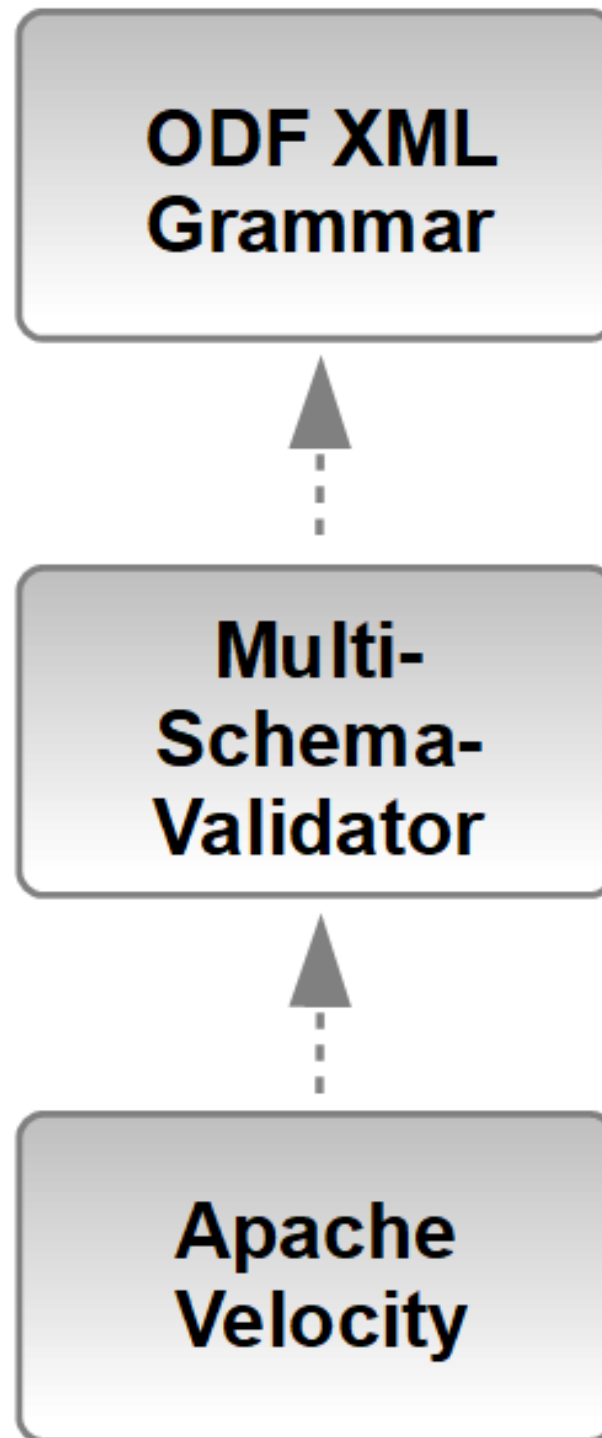 ODF XML
Grammar
Multi-
Schema-
Validator
Apache
Velocity